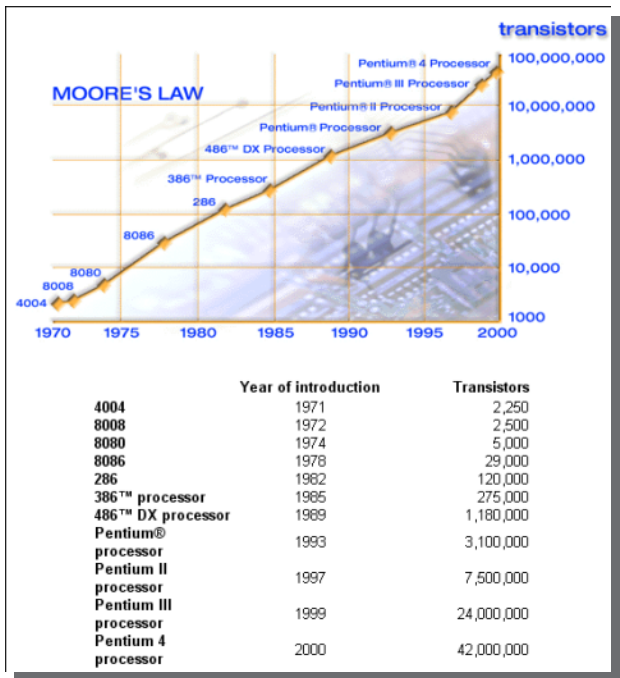 transistors
Pentium® 4 Processor 100,000,000
Pentium® III Processor
MOORE'S LAW
Pentium® II Processor 10,000,000
Pentium® Processor
486™ DX Processor
1,000,000
386™ Processor
286
100,000
8086
8080
10,000
8008
4004
1000
1970 1975 1980 1985 1990 1995 2000
Year of introduction Transistors
4004 1971 2,250
8008 1972 2,500
8080 1974 5,000
8086 1978 29,000
286 1982 120,000
386™ processor 1985 275,000
486™ DX processor 1989 1,180,000
Pentium®
processor 1993 3,100,000
Pentium II
processor 1997 7,500,000
Pentium III
processor 1999 24,000,000
Pentium 4
processor 2000 42,000,000